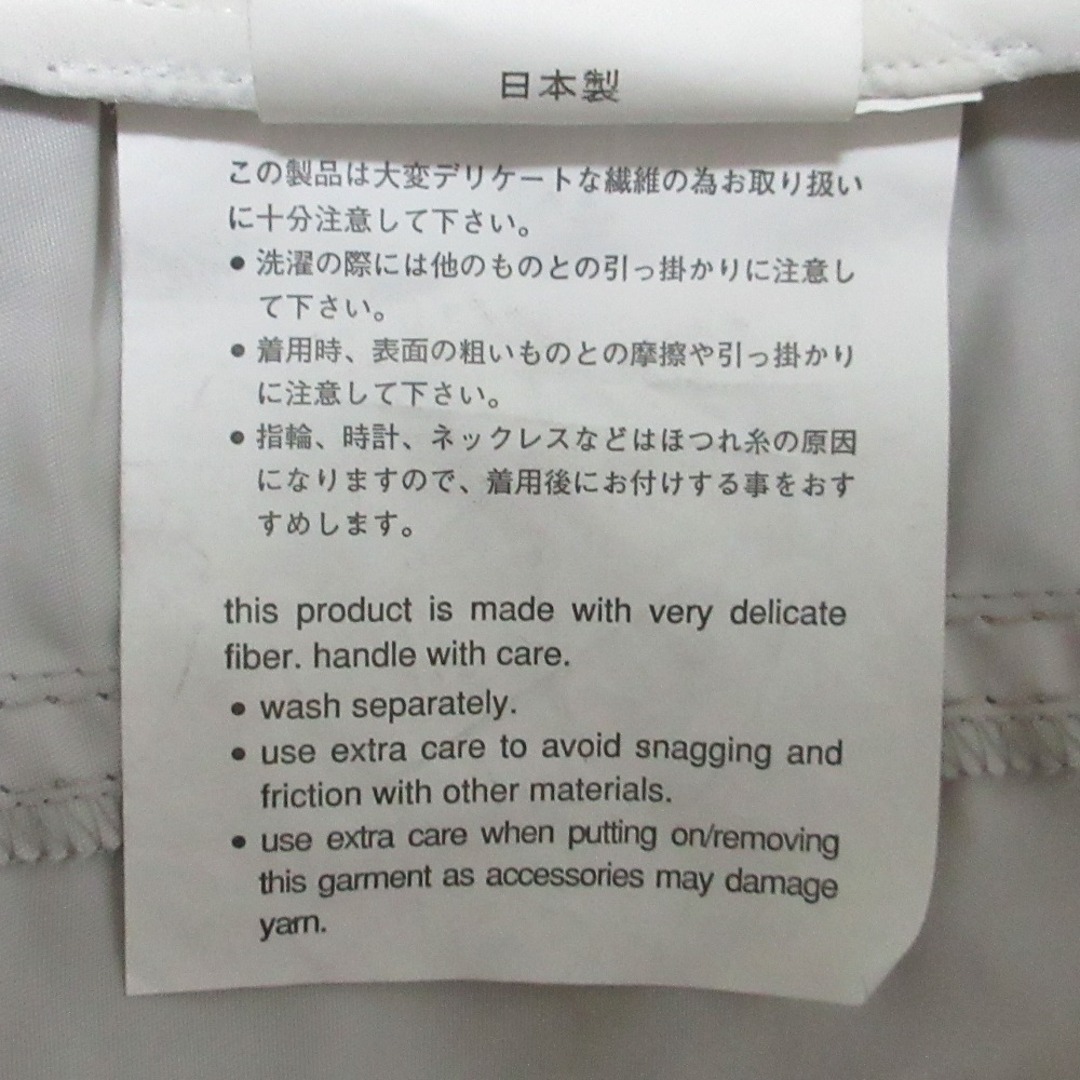 日本製
この製品は大変デリケートな繊維の為お取り扱い
に十分注意して下さい。
● 洗濯の際には他のものとの引っ掛かりに注意し
て下さい。
● 着用時、表面の粗いものとの摩擦や引っ掛かり
に注意して下さい。
● 指輪、時計、ネックレスなどはほつれ糸の原因
になりますので、着用後にお付けする事をおす
すめします。
this product is made with very delicate
fiber. handle with care.
● wash separately.
● use extra care to avoid snagging and
friction with other materials.
● use extra care when putting on/removing
this garment as accessories may damage
yarn.